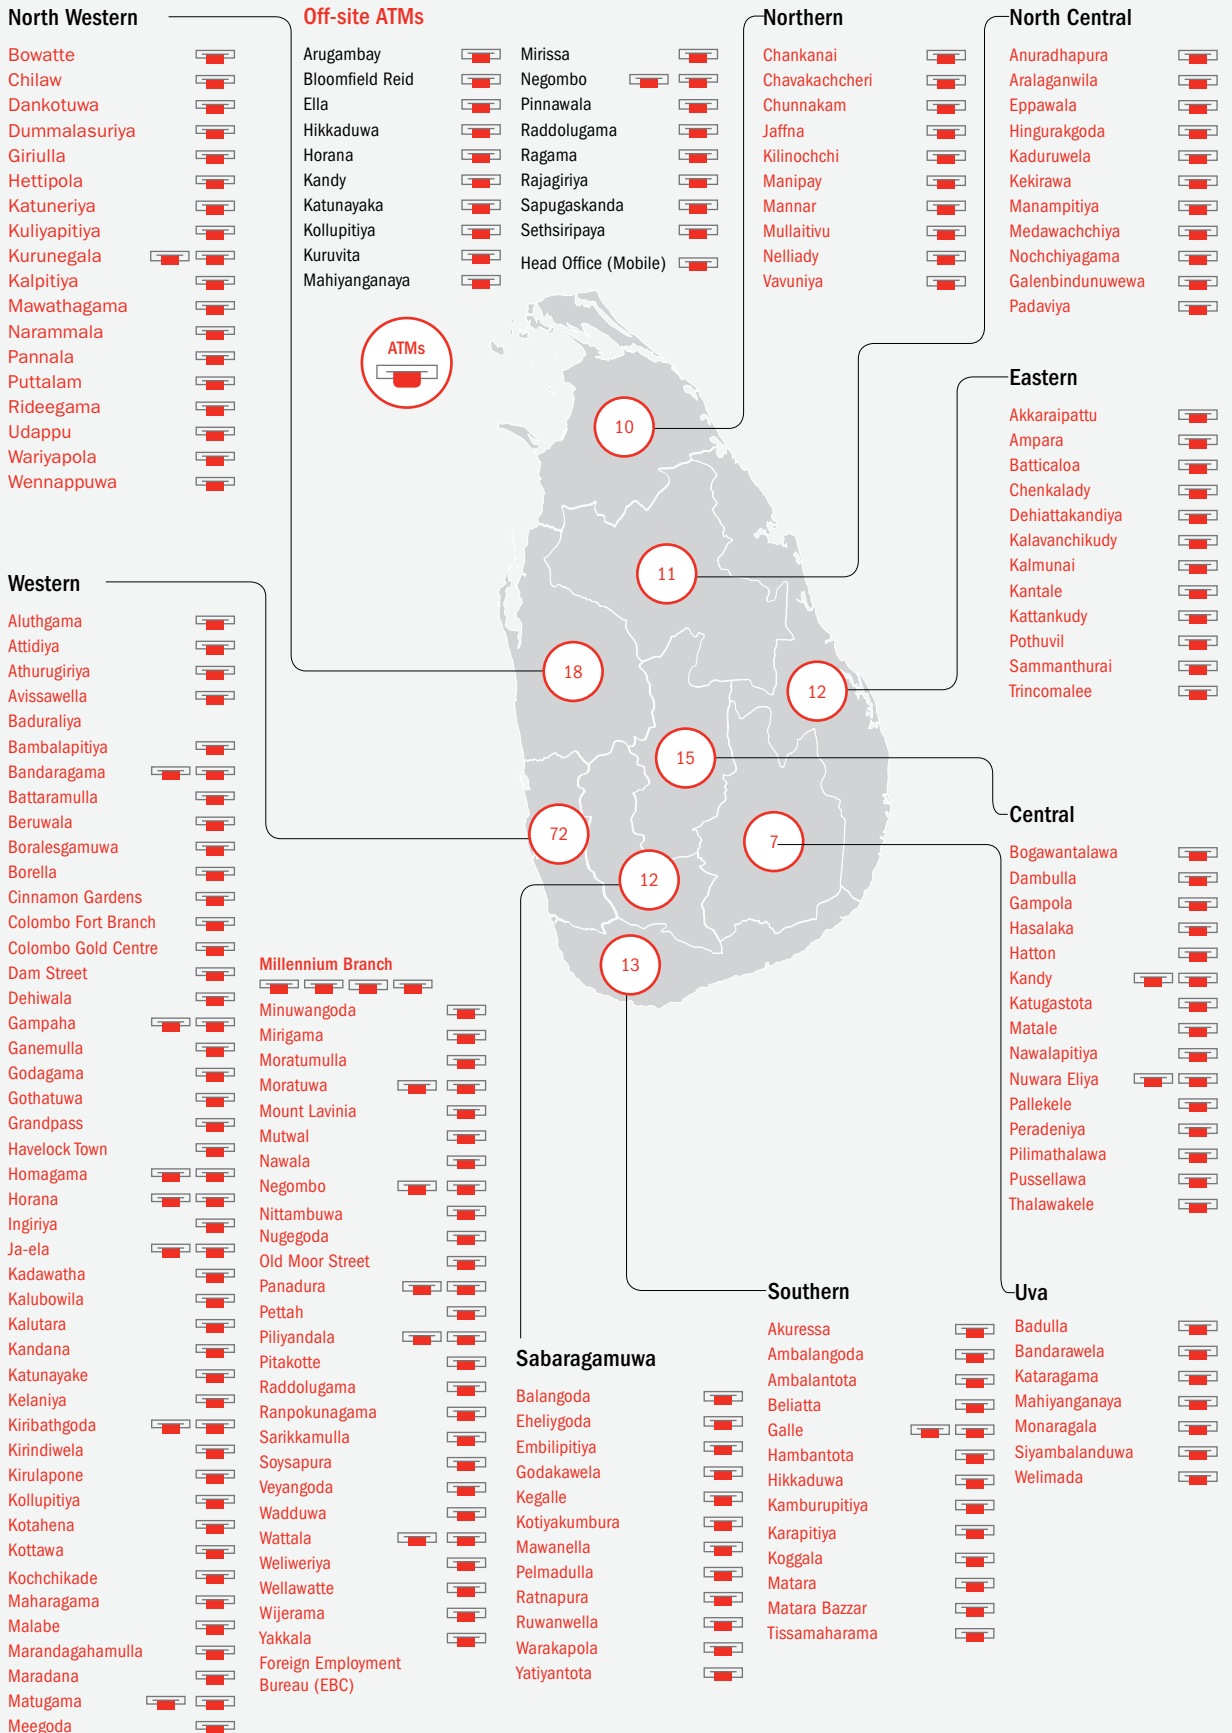 North Western
Bowatte
Chilaw
Dankotuwa
Dummalasuriya
Giriulla
Hettipola
Katuneriya
Kuliyapitiya
Kurunegala
Kalpitiya
Mawathagama
Narammala
Pannala
Puttalam
Rideegama
Udappu
Wariyapola
Wennappuwa
Off-site ATMs
Arugambay
Bloomfield Reid
Ella
Hikkaduwa
Horana
Kandy
Katunayaka
Kollupitiya
Kuruvita
Mahiyanganaya
Mirissa
Negombo
Pinnawala
Raddolugama
Ragama
Rajagiriya
Sapugaskanda
Sethsiripaya
Head Office (Mobile)
Northern
Chankanai
Chavakachcheri
Chunnakam
Jaffna
Kilinochchi
Manipay
Mannar
Mullaitivu
Nelliady
Vavuniya
North Central
Anuradhapura
Aralaganwila
Eppawala
Hingurakgoda
Kaduruwela
Kekirawa
Manampitiya
Medawachchiya
Nochchiyagama
Galenbindunuwewa
Padaviya
ATMs
10
11
18
12
15
72
7
12
13
Eastern
Akkaraipattu
Ampara
Batticaloa
Chenkalady
Dehiattakandiya
Kalavanchikudy
Kalmunai
Kantale
Kattankudy
Pothuvil
Sammanthurai
Trincomalee
Western
Aluthgama
Attidiya
Athurugiriya
Avissawella
Baduraliya
Bambalapitiya
Bandaragama
Battaramulla
Beruwala
Boralesgamuwa
Borella
Cinnamon Gardens
Colombo Fort Branch
Colombo Gold Centre
Dam Street
Dehiwala
Gampaha
Ganemulla
Godagama
Gothatuwa
Grandpass
Havelock Town
Homagama
Horana
Ingiriya
Ja-ela
Kadawatha
Kalubowila
Kalutara
Kandana
Katunayake
Kelaniya
Kiribathgoda
Kirindiwela
Kirulapone
Kollupitiya
Kotahena
Kottawa
Kochchikade
Maharagama
Malabe
Marandagahamulla
Maradana
Matugama
Meegoda
Millennium Branch
Minuwangoda
Mirigama
Moratumulla
Moratuwa
Mount Lavinia
Mutwal
Nawala
Negombo
Nittambuwa
Nugegoda
Old Moor Street
Panadura
Pettah
Piliyandala
Pitakotte
Raddolugama
Ranpokunagama
Sarikkamulla
Soysapura
Veyangoda
Wadduwa
Wattala
Weliweriya
Wellawatte
Wijerama
Yakkala
Foreign Employment
Bureau (EBC)
Central
Bogawantalawa
Dambulla
Gampola
Hasalaka
Hatton
Kandy
Katugastota
Matale
Nawalapitiya
Nuwara Eliya
Pallekele
Peradeniya
Pilimathalawa
Pussellawa
Thalawakele
Sabaragamuwa
Balangoda
Eheliygoda
Embilipitiya
Godakawela
Kegalle
Kotiyakumbura
Mawanella
Pelmadulla
Ratnapura
Ruwanwella
Warakapola
Yatiyantota
Southern
Akuressa
Ambalangoda
Ambalantota
Beliatta
Galle
Hambantota
Hikkaduwa
Kamburupitiya
Karapitiya
Koggala
Matara
Matara Bazzar
Tissamaharama
Uva
Badulla
Bandarawela
Kataragama
Mahiyanganaya
Monaragala
Siyambalanduwa
Welimada